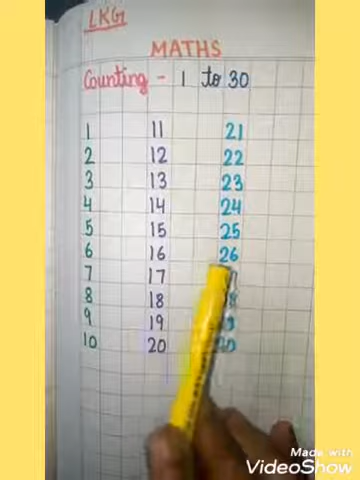 LKG
MATHS
Counting - 1 to 30
1 11 21
2 12 22
3 13 23
4 14 24
5 15 25
6 16 26
7 17
8 18
9 19
10 20
Made with
VideoShow